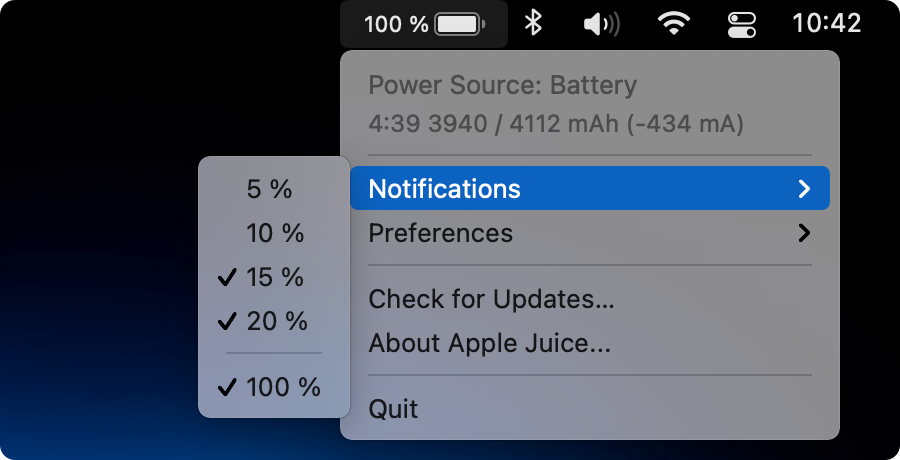 100 % 10:42
Power Source: Battery
4:39 3940 / 4112 mAh (-434 mA)
Notifications
Preferences
Check for Updates...
About Apple Juice...
Quit
5 %
10 %
15 %
20 %
100 %